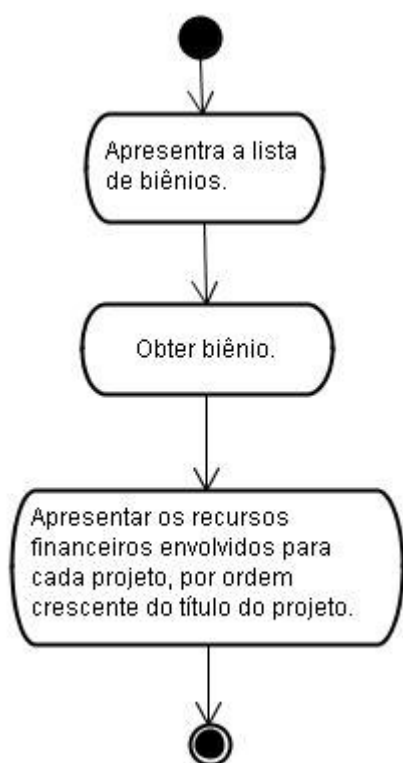 Apresentra a lista
de biênios.
Obter biênio.
Apresentar os recursos
financeiros envolvidos para
cada projeto, por ordem
crescente do título do projeto.